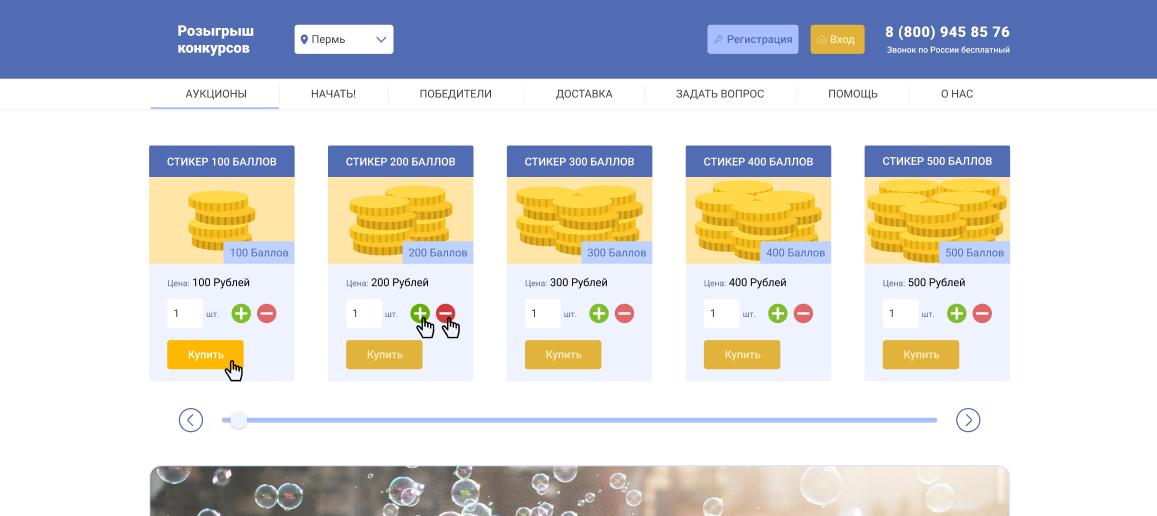 Розыгрыш
конкурсов
Пермь
Регистрация
Вход
8 (800) 945 85 76
Звонок по России бесплатный
АУКЦИОНЫ
НАЧАТЬ!
ПОБЕДИТЕЛИ
ДОСТАВКА
ЗАДАТЬ ВОПРОС
ПОМОЩЬ
О НАС
СТИКЕР 100 БАЛЛОВ
100 Баллов
Цена: 100 Рублей
1 шт.
Купить
СТИКЕР 200 БАЛЛОВ
200 Баллов
Цена: 200 Рублей
1 шт.
Купить
СТИКЕР 300 БАЛЛОВ
300 Баллов
Цена: 300 Рублей
1 шт.
Купить
СТИКЕР 400 БАЛЛОВ
400 Баллов
Цена: 400 Рублей
1 шт.
Купить
СТИКЕР 500 БАЛЛОВ
500 Баллов
Цена: 500 Рублей
1 шт.
Купить